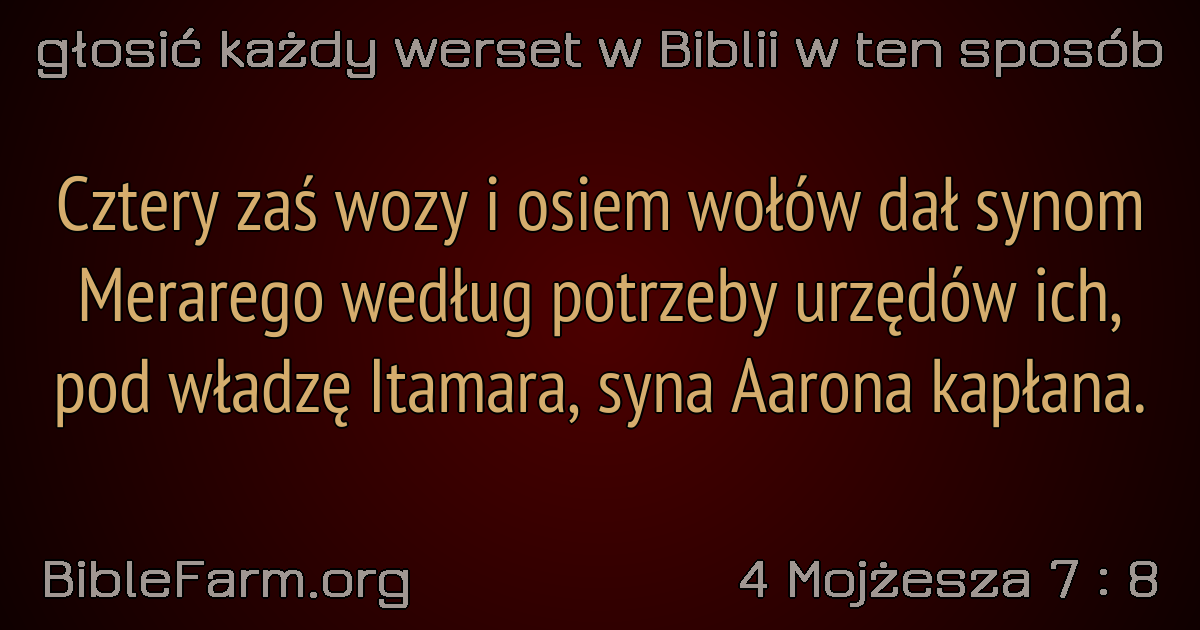 głosić każdy werset w Biblii w ten sposób
Cztery zaś wozy i osiem wołów dał synom
Merarego według potrzeby urzędów ich,
pod władzę Itamara, syna Aarona kapłana.
BibleFarm.org
4 Mojżesza 7 : 8